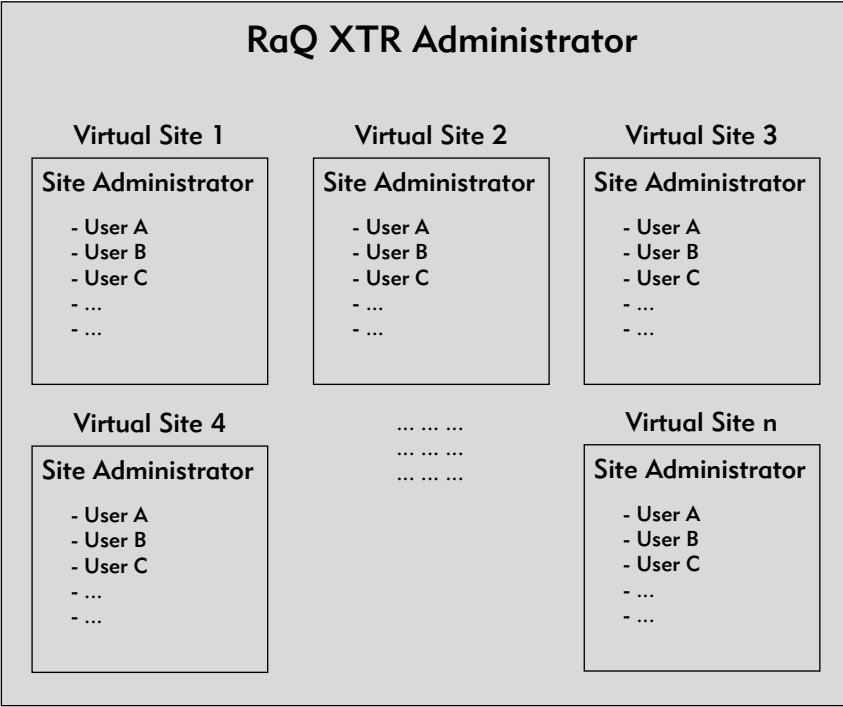 RaQ XTR Administrator
Virtual Site 1
Site Administrator
- User A
- User B
- User C
- ...
- ...
Virtual Site 2
Site Administrator
- User A
- User B
- User C
- ...
- ...
Virtual Site 3
Site Administrator
- User A
- User B
- User C
- ...
- ...
Virtual Site 4
Site Administrator
- User A
- User B
- User C
- ...
- ...
... ... ...
... ... ...
... ... ...
Virtual Site n
Site Administrator
- User A
- User B
- User C
- ...
- ...